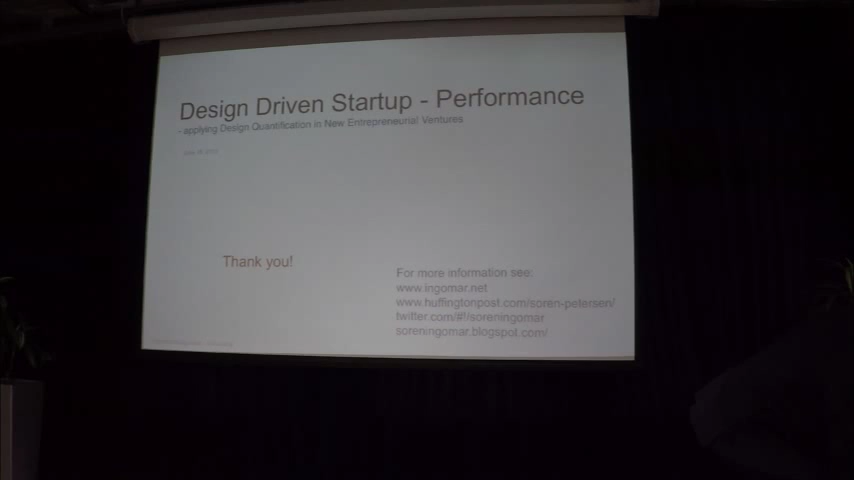 Design Driven Startup - Performance
- applying Design Quantification in New Entrepreneurial Ventures
Thank you!
For more information see:
www.ingomar.net
www.huffingtonpost.com/soren-petersen/
twitter.com/#!/soreningomar
soreningomar.blogspot.com/